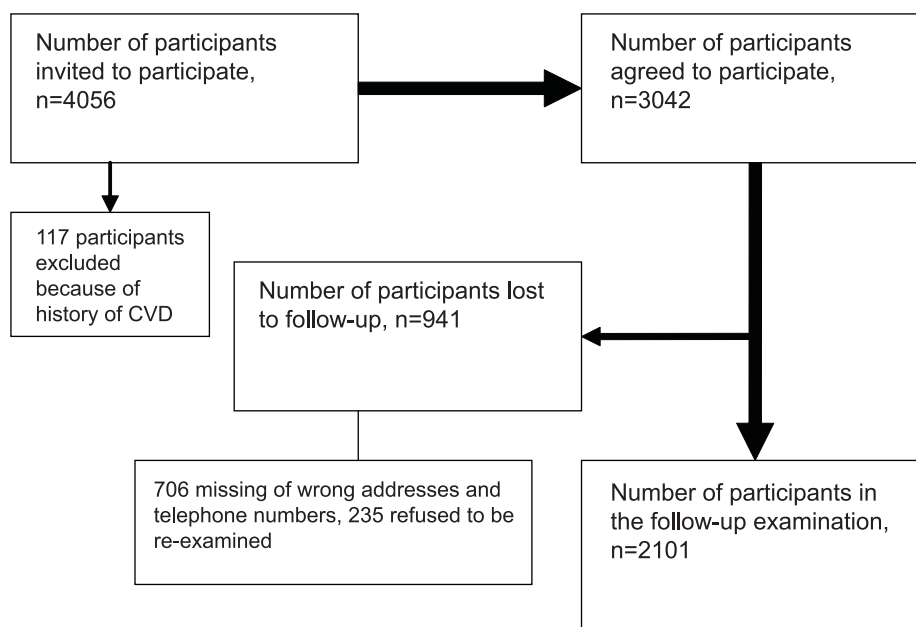 Number of participants
invited to participate,
n=4056
Number of participants
agreed to participate,
n=3042
117 participants
excluded
because of
history of CVD
Number of participants lost
to follow-up, n=941
706 missing of wrong addresses and
telephone numbers, 235 refused to be
re-examined
Number of participants in
the follow-up examination,
n=2101